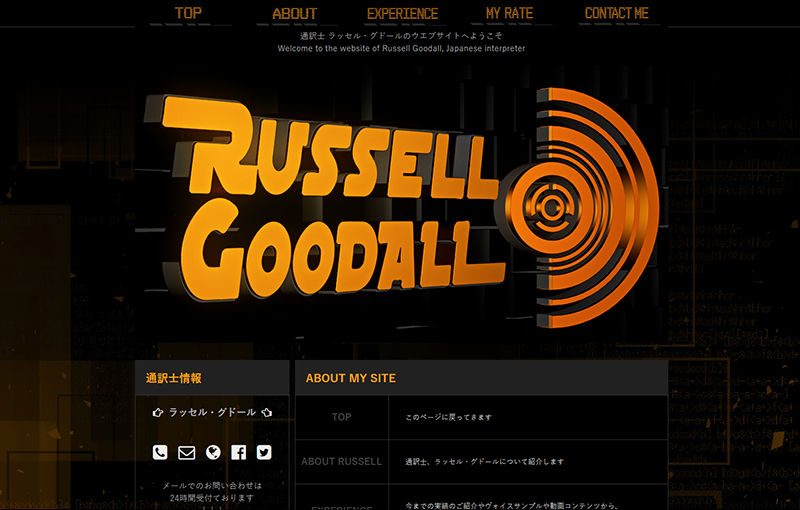 TOP
ABOUT
EXPERIENCE
MY RATE
CONTACT ME
通訳士 ラッセル・グドールのウエブサイトへようこそ
Welcome to the website of Russell Goodall, Japanese interpreter
RUSSELL
GOODALL
通訳士情報
ラッセル・グドール
メールでのお問い合わせは
24時間受付ております
ABOUT MY SITE
TOP
このページに戻ってきます
ABOUT RUSSELL
通訳士、ラッセル・グドールについて紹介します
EXPERIENCE
今までの実績のご紹介やヴォイスサンプルや動画コンテンツから、